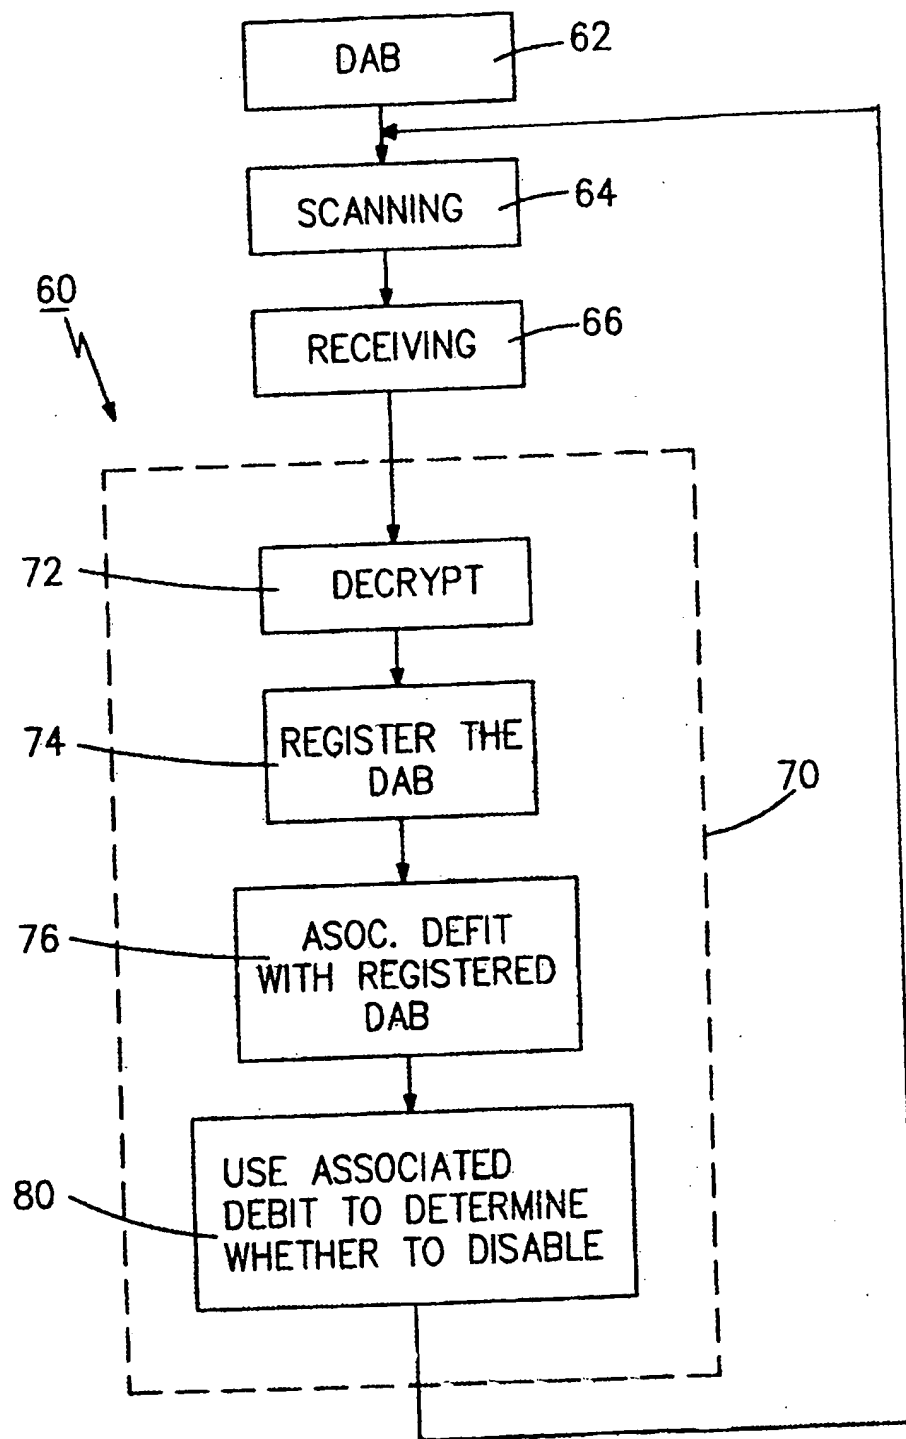 DAB
62
SCANNING
64
60
RECEIVING
66
72
DECRYPT
74
REGISTER THE
DAB
70
76
ASOC. DEFIT
WITH REGISTERED
DAB
80
USE ASSOCIATED
DEBIT TO DETERMINE
WHETHER TO DISABLE